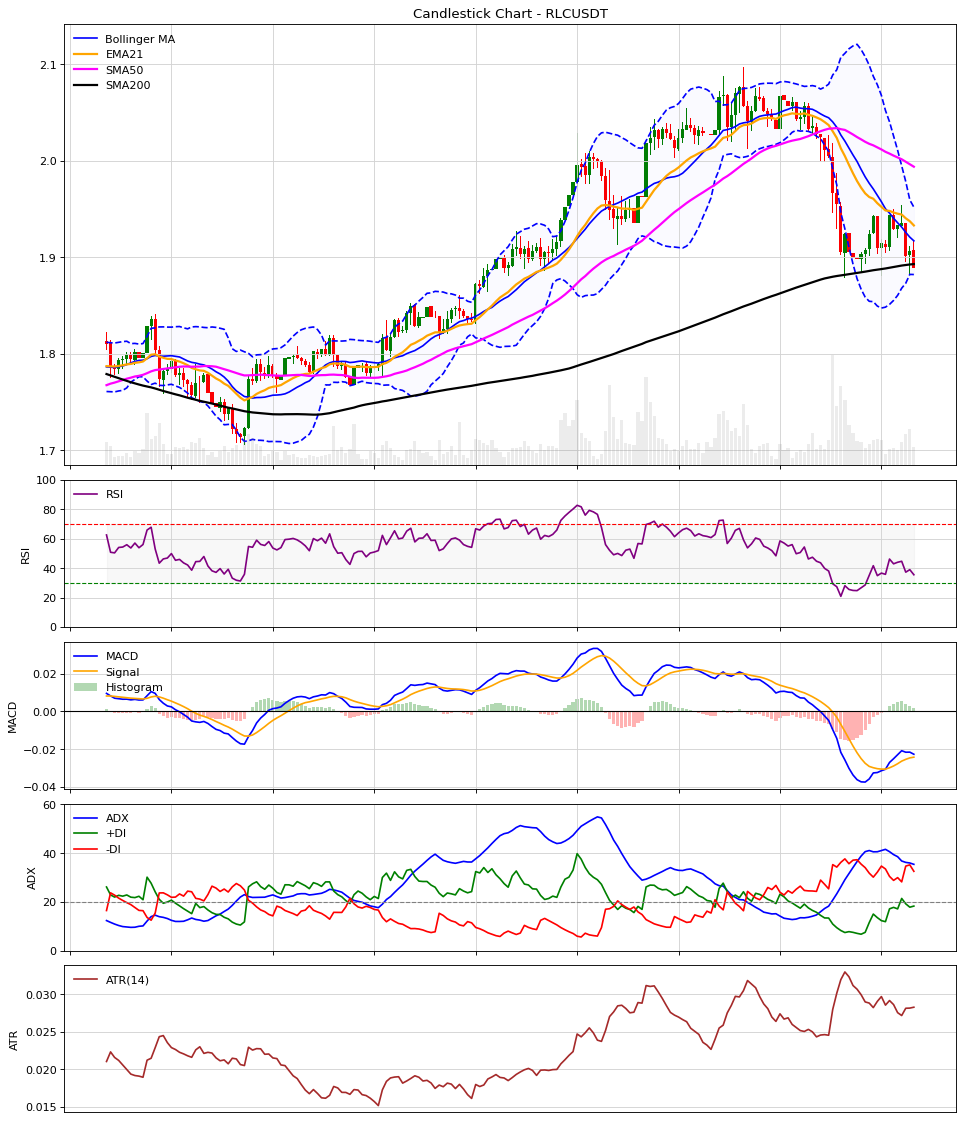 Candlestick Chart - RLCUSDT
Bollinger MA
EMA21
SMA50
SMA200
2.1
2.0
1.9
1.8
1.7
RSI
100
80
60
40
20
0
RSI
MACD
Signal
Histogram
0.02
0.00
−0.02
−0.04
MACD
ADX
+DI
-DI
60
40
20
0
ADX
ATR(14)
0.030
0.025
0.020
0.015
ATR